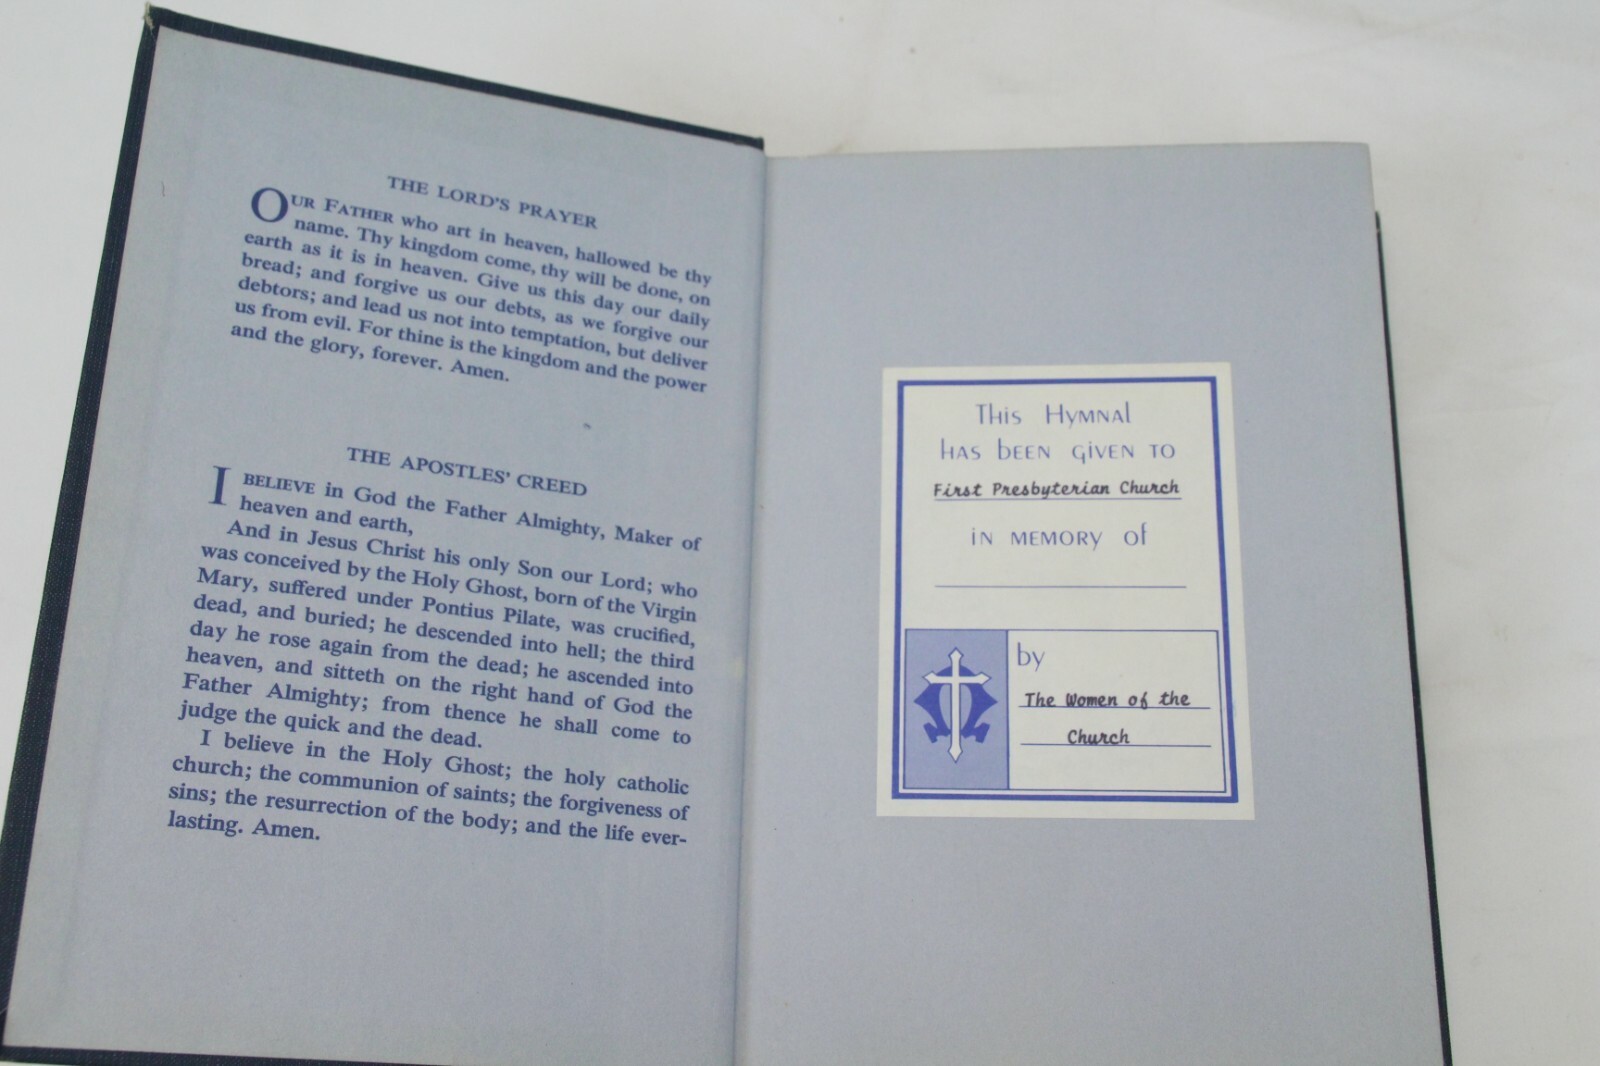 THE LORD'S PRAYER
OUR FATHER who art in heaven, hallowed be thy
name. Thy kingdom come, thy will be done, on
earth as it is in heaven. Give us this day our daily
bread; and forgive us our debts, as we forgive our
debtors; and lead us not into temptation, but deliver
us from evil. For thine is the kingdom and the power
and the glory, forever. Amen.
THE APOSTLES' CREED
I BELIEVE in God the Father Almighty, Maker of
heaven and earth,
And in Jesus Christ his only Son our Lord; who
was conceived by the Holy Ghost, born of the Virgin
Mary, suffered under Pontius Pilate, was crucified,
dead, and buried; he descended into hell; the third
day he rose again from the dead; he ascended into
heaven, and sitteth on the right hand of God the
Father Almighty; from thence he shall come to
judge the quick and the dead.
I believe in the Holy Ghost; the holy catholic
church; the communion of saints; the forgiveness of
sins; the resurrection of the body; and the life ever-
lasting. Amen.
This Hymnal
has been given to
First Presbyterian Church
in memory of
by
The Women of the
Church